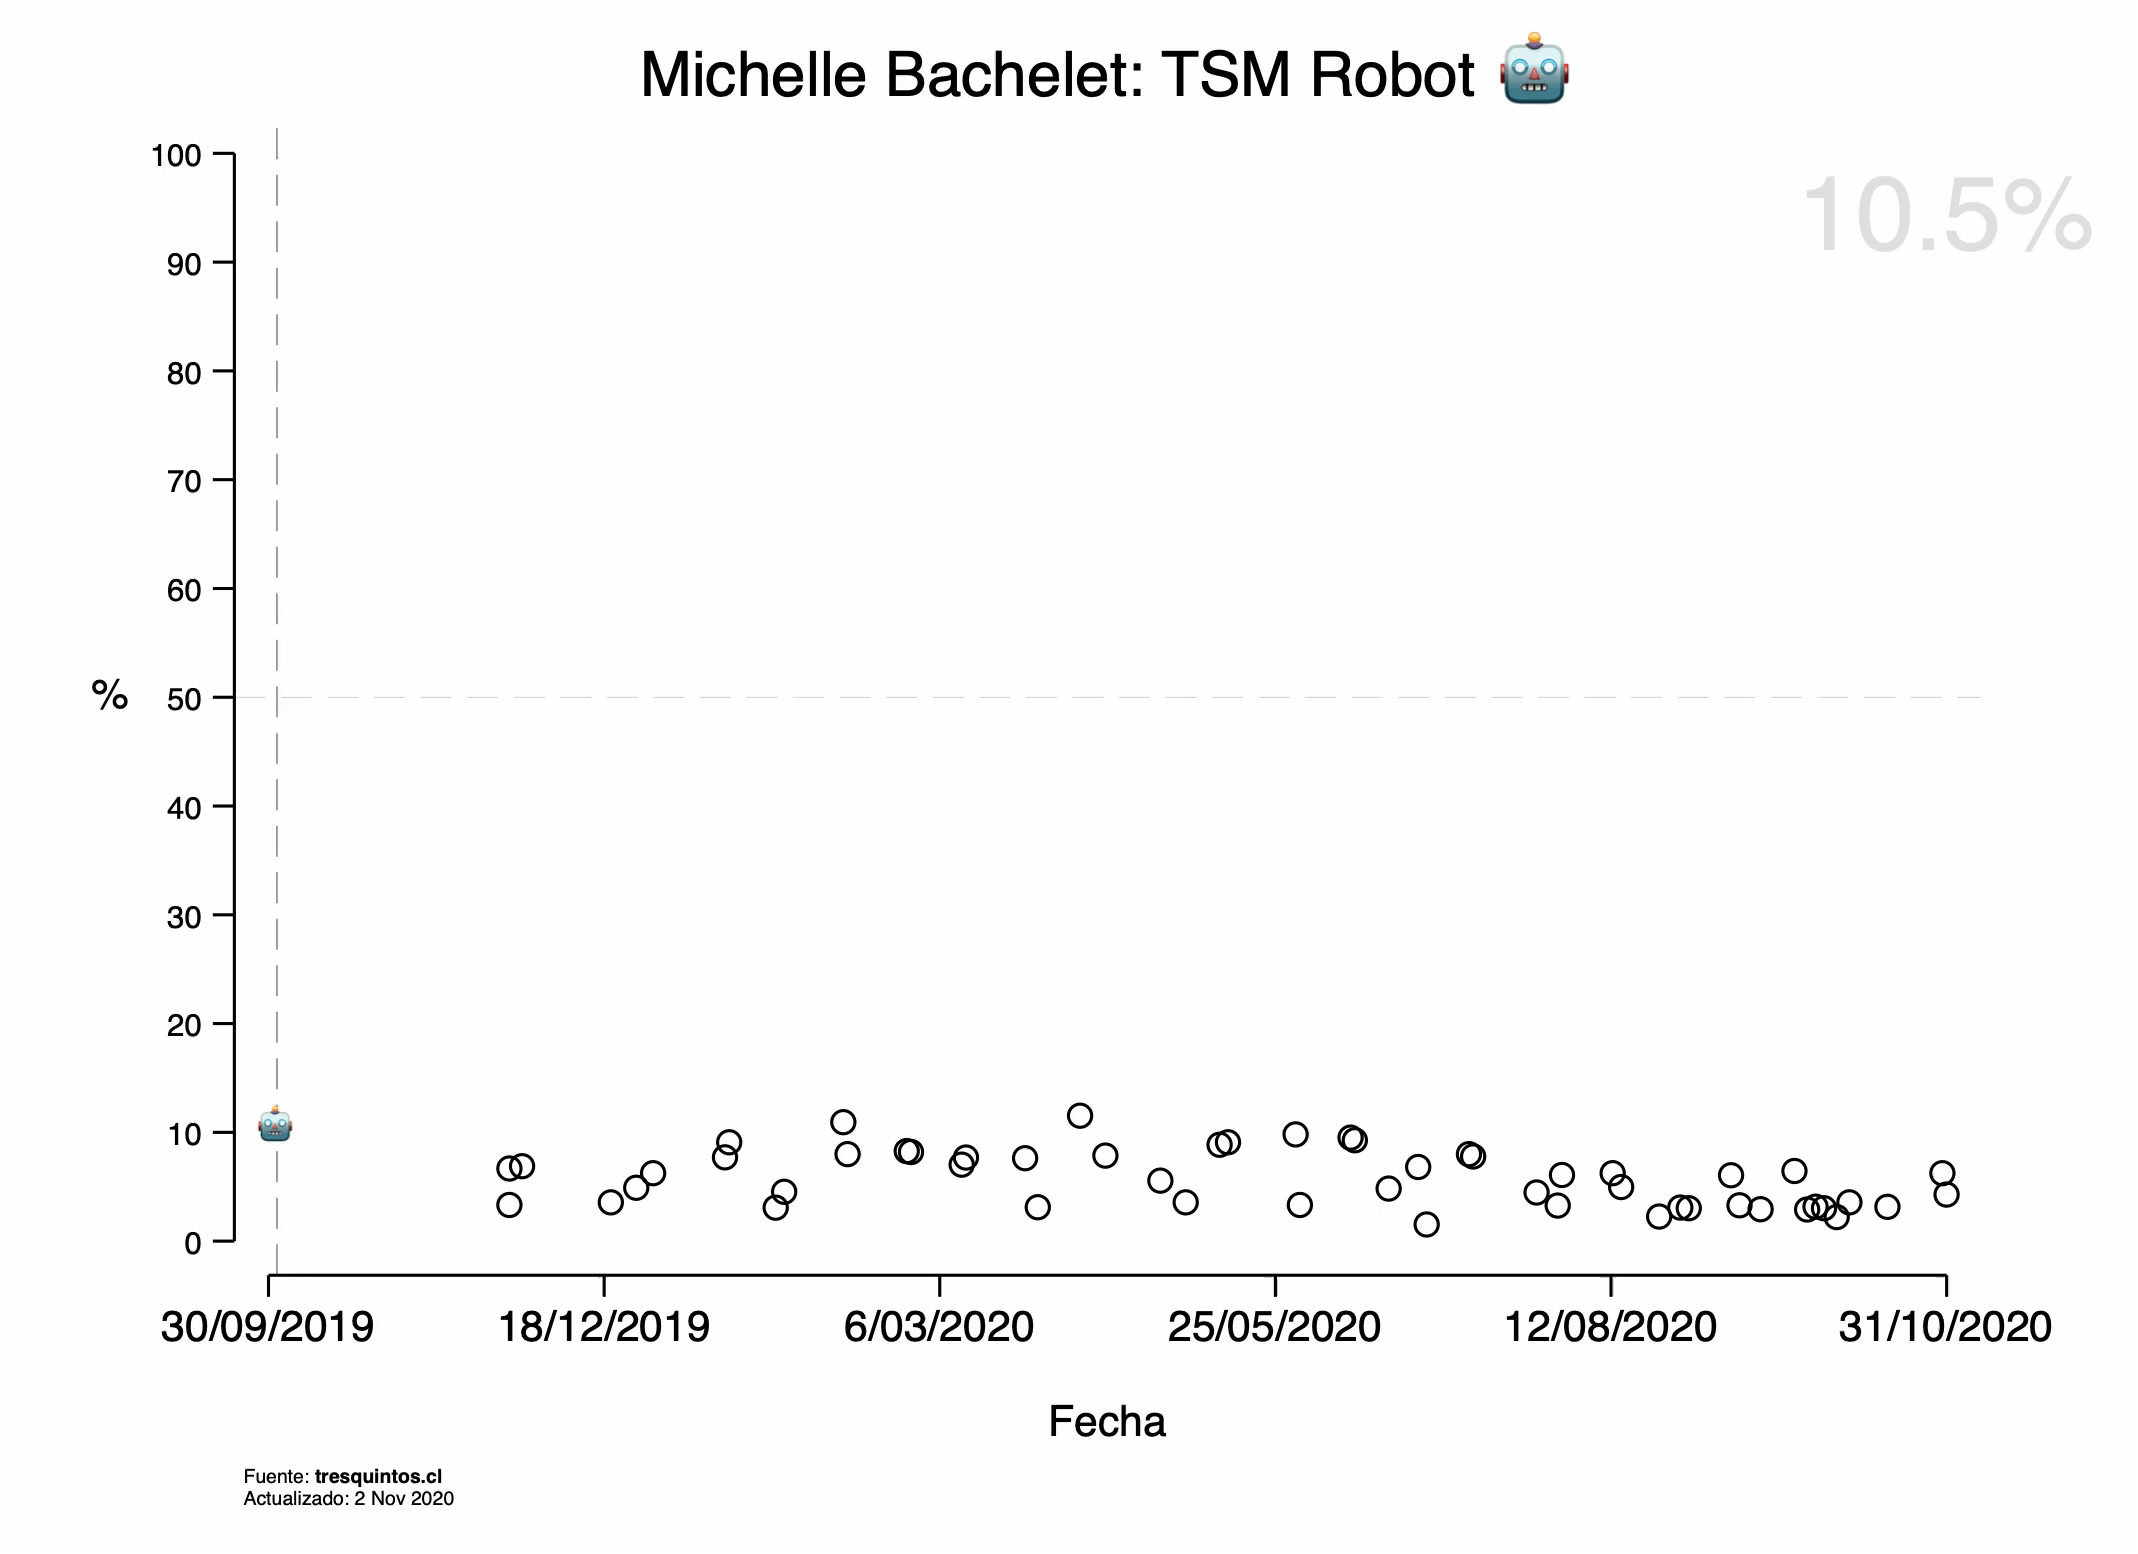 Michelle Bachelet: TSM Robot 🤖
10.5%
100
90
80
70
60
50
40
30
20
10
0
%
30/09/2019 18/12/2019 6/03/2020 25/05/2020 12/08/2020 31/10/2020
Fecha
Fuente: tresquintos.cl
Actualizado: 2 Nov 2020